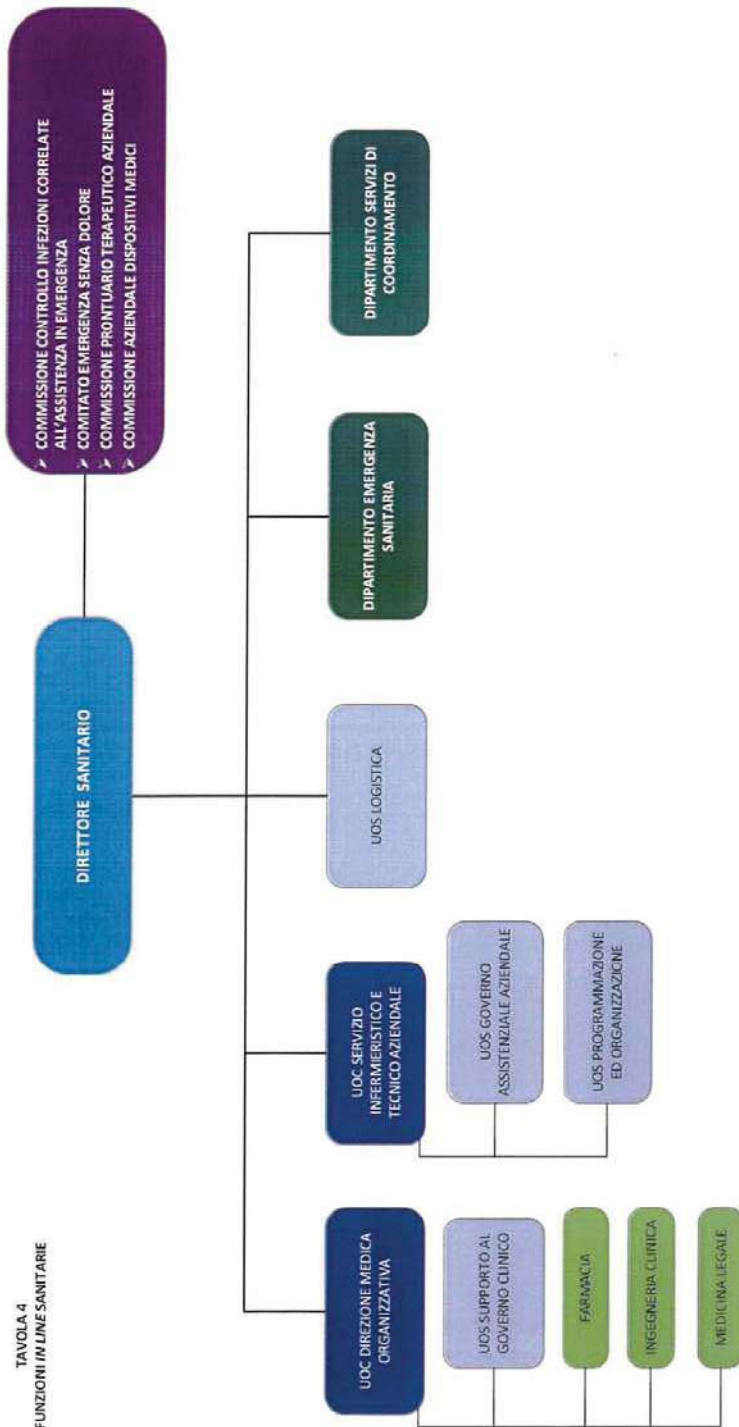 TAVOLA 4
FUNZIONI IN LINE SANITARIE
DIRETTORE SANITARIO
➢ COMMISSIONE CONTROLLO INFEZIONI CORRELATE
ALL'ASSISTENZA IN EMERGENZA
➢ COMITATO EMERGENZA SENZA DOLORE
➢ COMMISSIONE PRONTUARIO TERAPEUTICO AZIENDALE
➢ COMMISSIONE AZIENDALE DISPOSITIVI MEDICI
UOC DIREZIONE MEDICA
ORGANIZZATIVA
UOS SUPPORTO AL
GOVERNO CLINICO
FARMACIA
INGEGNERIA CLINICA
MEDICINA LEGALE
UOC SERVIZIO
INFERMIERISTICO E
TECNICO AZIENDALE
UOS GOVERNO
ASSISTENZIALE AZIENDALE
UOS PROGRAMMAZIONE
ED ORGANIZZAZIONE
UOS LOGISTICA
DIPARTIMENTO EMERGENZA
SANITARIA
DIPARTIMENTO SERVIZI DI
COORDINAMENTO